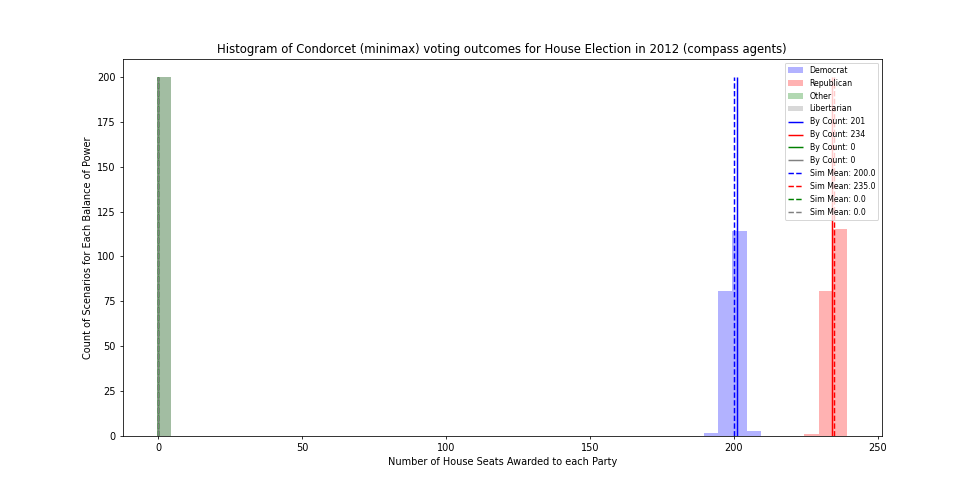 Histogram of Condorcet (minimax) voting outcomes for House Election in 2012 (compass agents)
Democrat
Republican
Other
Libertarian
By Count: 201
By Count: 234
By Count: 0
By Count: 0
Sim Mean: 200.0
Sim Mean: 235.0
Sim Mean: 0.0
Sim Mean: 0.0
Count of Scenarios for Each Balance of Power
200
175
150
125
100
75
50
25
0
0
50
100
150
200
250
Number of House Seats Awarded to each Party